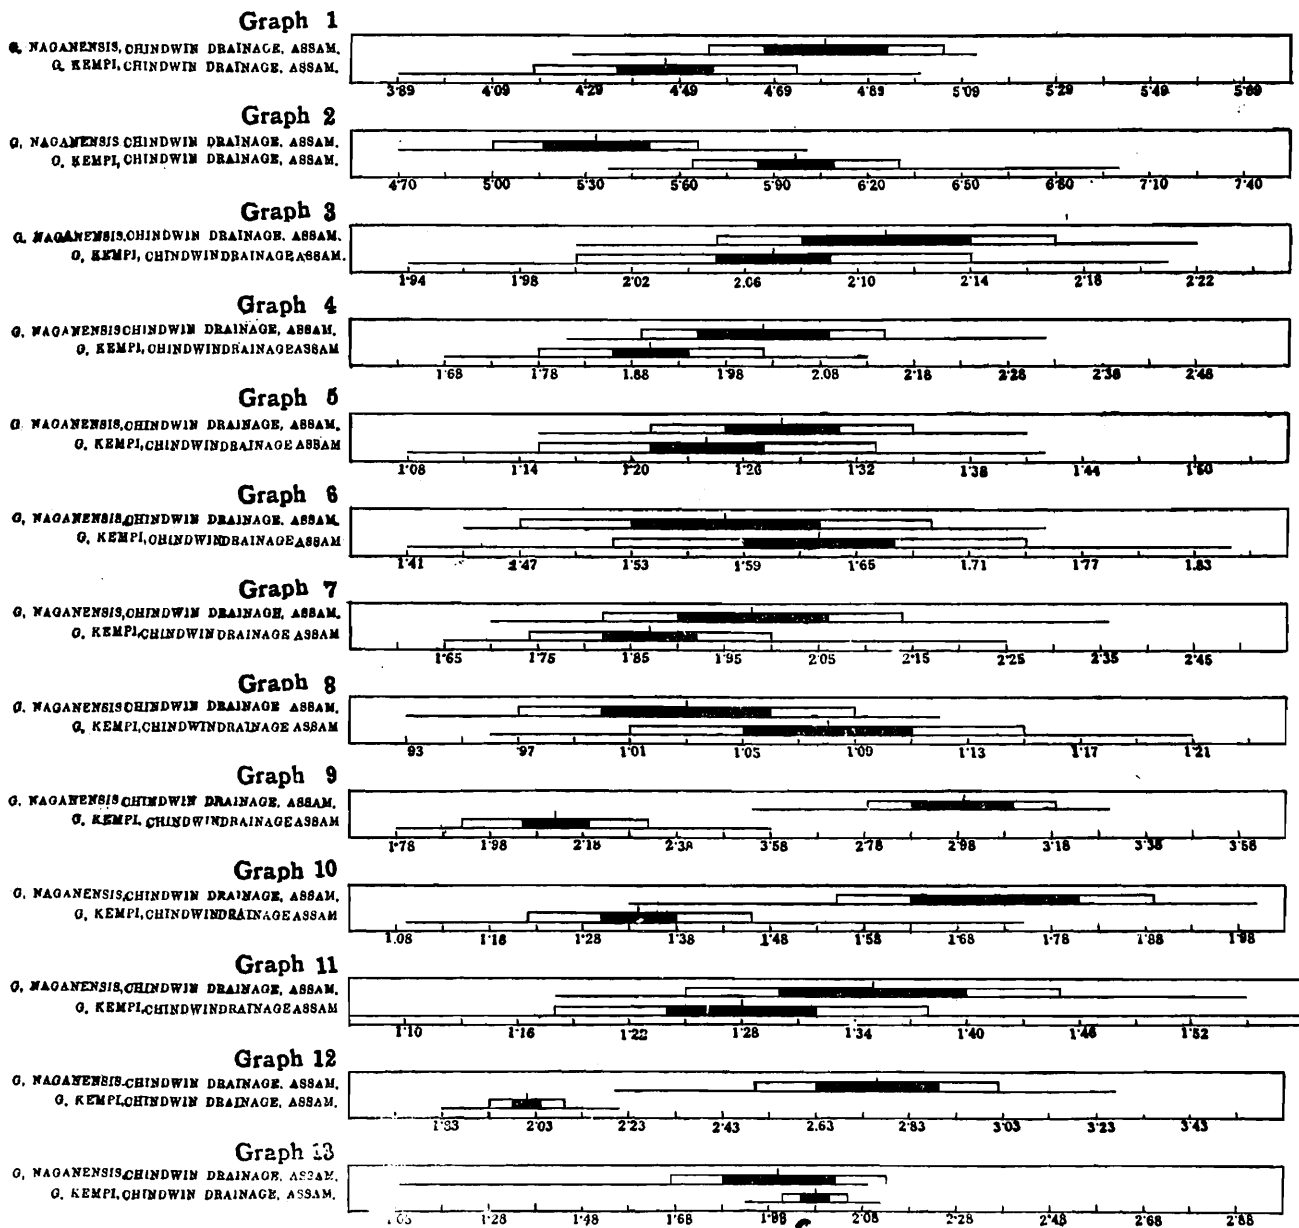 Graph 1
G. NAGANENSIS, CHINDWIN DRAINAGE, ASSAM.
G. KEMPI, CHINDWIN DRAINAGE, ASSAM.
3·89 4·09 4·29 4·49 4·69 4·89 5·09 5·29 5·49 5·69
Graph 2
G. NAGANENSIS CHINDWIN DRAINAGE, ASSAM.
G. KEMPI, CHINDWIN DRAINAGE, ASSAM.
4·70 5·00 5·30 5·60 5·90 6·20 6·50 6·80 7·10 7·40
Graph 3
G. NAGANENSIS, CHINDWIN DRAINAGE, ASSAM.
G. KEMPI, CHINDWIN DRAINAGE ASSAM.
1·94 1·98 2·02 2·06 2·10 2·14 2·18 2·22
Graph 4
G. NAGANENSIS CHINDWIN DRAINAGE, ASSAM.
G. KEMPI, CHINDWIN DRAINAGE ASSAM
1·68 1·78 1·88 1·98 2·08 2·18 2·28 2·38 2·48
Graph 5
G. NAGANENSIS, CHINDWIN DRAINAGE, ASSAM.
G. KEMPI, CHINDWIN DRAINAGE ASSAM
1·08 1·14 1·20 1·26 1·32 1·38 1·44 1·50
Graph 6
G. NAGANENSIS, CHINDWIN DRAINAGE, ASSAM.
G. KEMPI, CHINDWIN DRAINAGE ASSAM
1·41 1·47 1·53 1·59 1·65 1·71 1·77 1·83
Graph 7
G. NAGANENSIS, CHINDWIN DRAINAGE, ASSAM.
G. KEMPI, CHINDWIN DRAINAGE ASSAM
1·65 1·75 1·85 1·95 2·05 2·15 2·25 2·35 2·45
Graph 8
G. NAGANENSIS CHINDWIN DRAINAGE, ASSAM.
G. KEMPI, CHINDWIN DRAINAGE ASSAM
·93 ·97 1·01 1·05 1·09 1·13 1·17 1·21
Graph 9
G. NAGANENSIS CHINDWIN DRAINAGE, ASSAM.
G. KEMPI, CHINDWIN DRAINAGE ASSAM
1·78 1·98 2·18 2·38 3·58 2·78 2·98 3·18 3·38 3·58
Graph 10
G. NAGANENSIS, CHINDWIN DRAINAGE, ASSAM.
G. KEMPI, CHINDWIN DRAINAGE ASSAM
1·08 1·18 1·28 1·38 1·48 1·58 1·68 1·78 1·88 1·98
Graph 11
G. NAGANENSIS, CHINDWIN DRAINAGE, ASSAM.
G. KEMPI, CHINDWIN DRAINAGE ASSAM
1·10 1·16 1·22 1·28 1·34 1·40 1·46 1·52
Graph 12
G. NAGANENSIS, CHINDWIN DRAINAGE, ASSAM.
G. KEMPI, CHINDWIN DRAINAGE, ASSAM.
1·83 2·03 2·23 2·43 2·63 2·83 3·03 3·23 3·43
Graph 13
G. NAGANENSIS, CHINDWIN DRAINAGE, ASSAM.
G. KEMPI, CHINDWIN DRAINAGE, ASSAM.
1·28 1·48 1·68 1·88 2·08 2·28 2·48 2·68 2·88